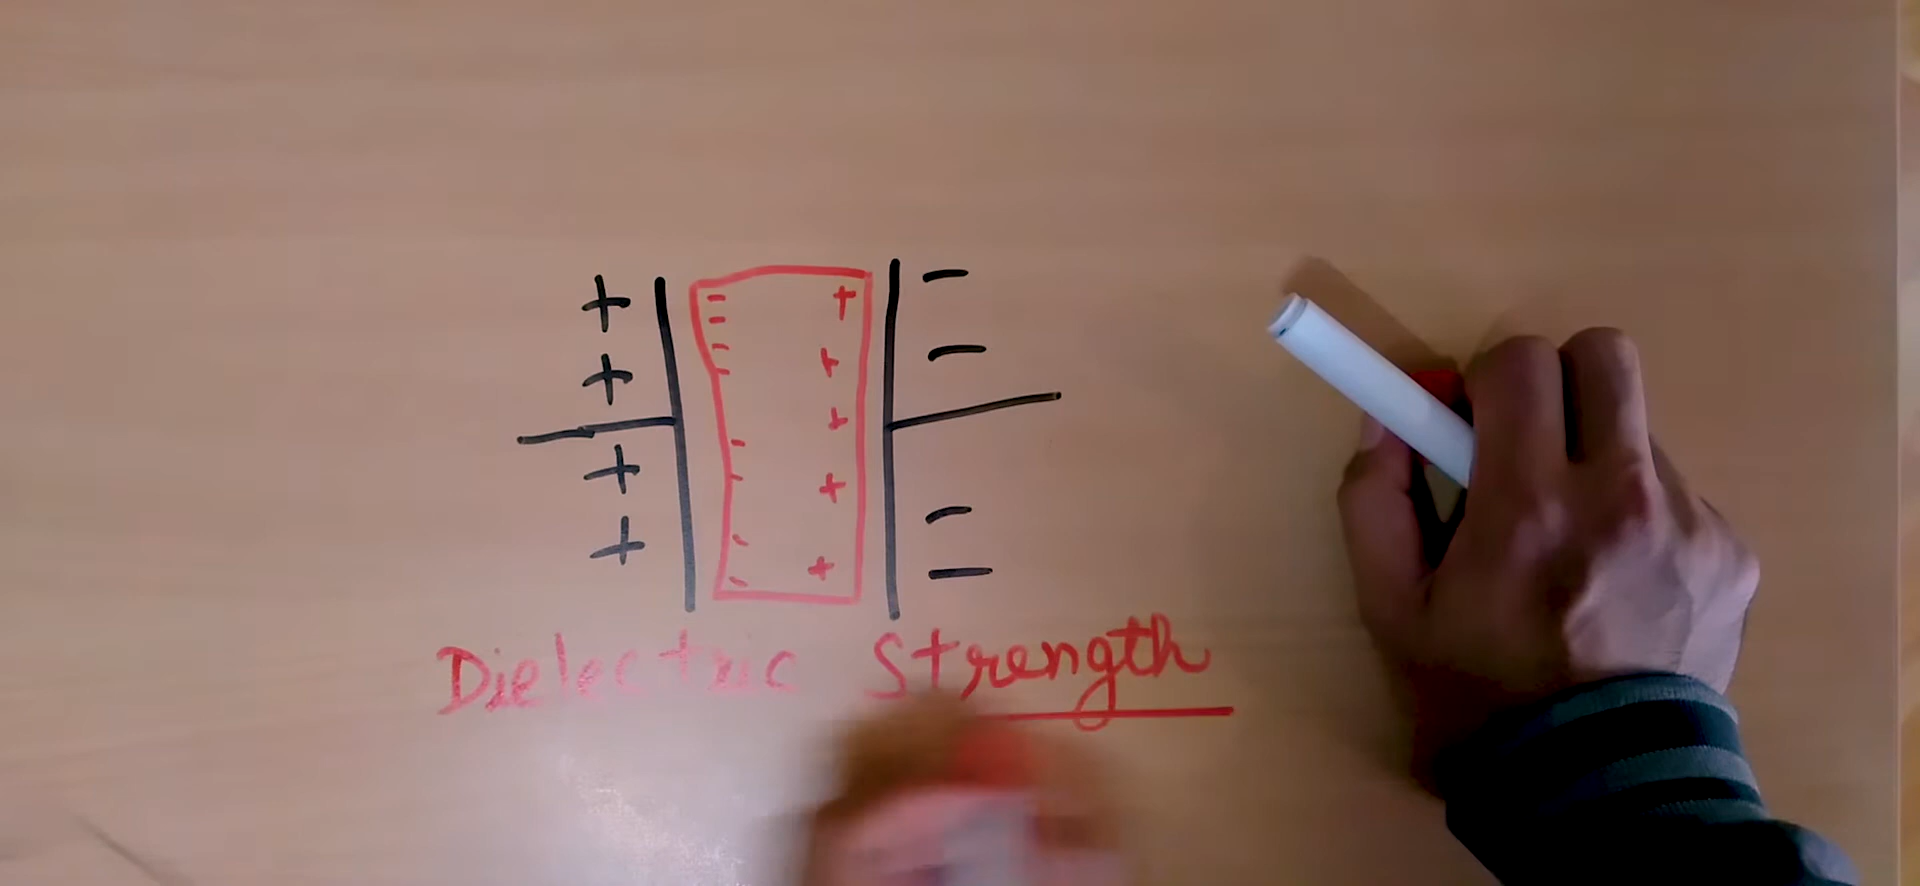 + = +
+ = +
+ - +
+ - +
- +
- -
- -
Dielectric Strength